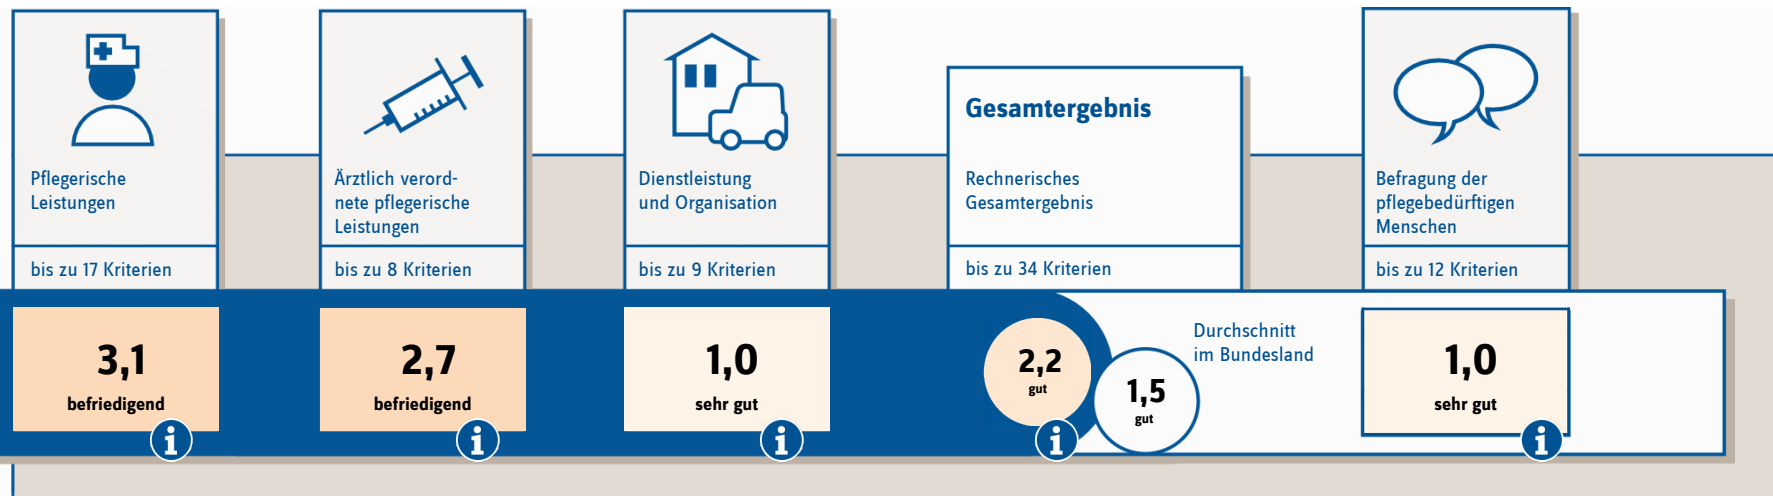 Pflegerische
Leistungen
bis zu 17 Kriterien
3,1
befriedigend
i
Ärztlich verord-
nete pflegerische
Leistungen
bis zu 8 Kriterien
2,7
befriedigend
i
Dienstleistung
und Organisation
bis zu 9 Kriterien
1,0
sehr gut
i
Gesamtergebnis
Rechnerisches
Gesamtergebnis
bis zu 34 Kriterien
2,2
gut
i
1,5
gut
Durchschnitt
im Bundesland
Befragung der
pflegebedürftigen
Menschen
bis zu 12 Kriterien
1,0
sehr gut
i